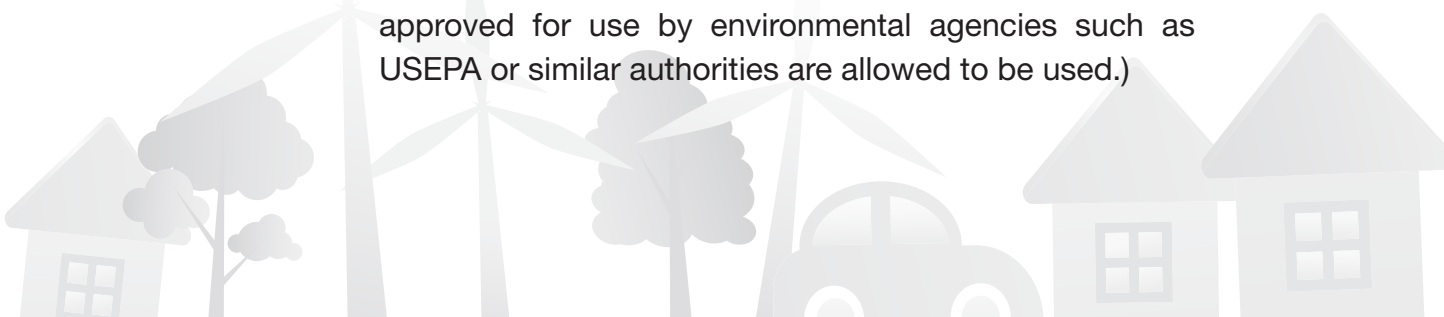 approved for use by environmental agencies such as
USEPA or similar authorities are allowed to be used.)